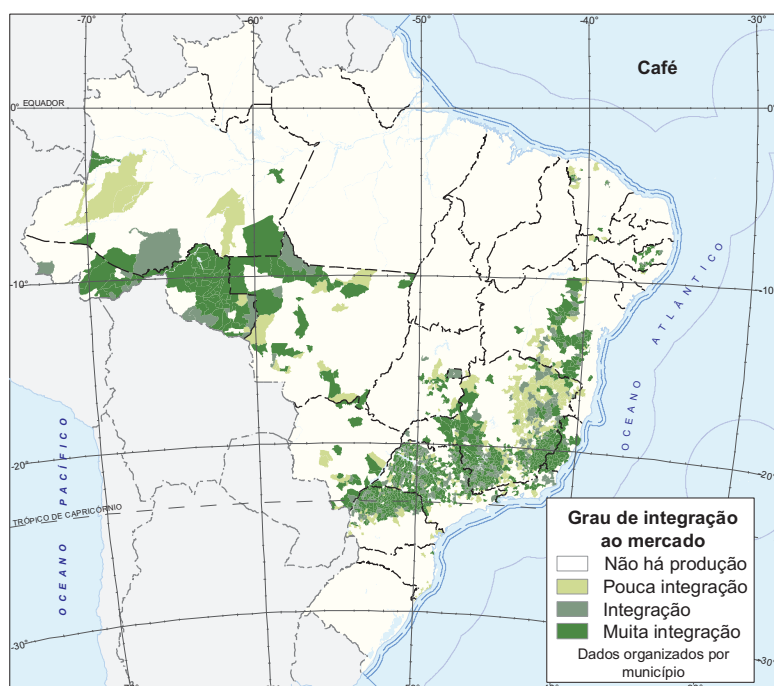 -70°
-60°
-50°
-40°
-30°
Café
0°
EQUADOR
0°
-10°
-10°
OCEANO ATLÂNTICO
-20°
-20°
OCEANO PACÍFICO
TRÓPICO DE CAPRICÓRNIO
Grau de integração
ao mercado
Não há produção
Pouca integração
Integração
Muita integração
Dados organizados por
município
-30°
-30°